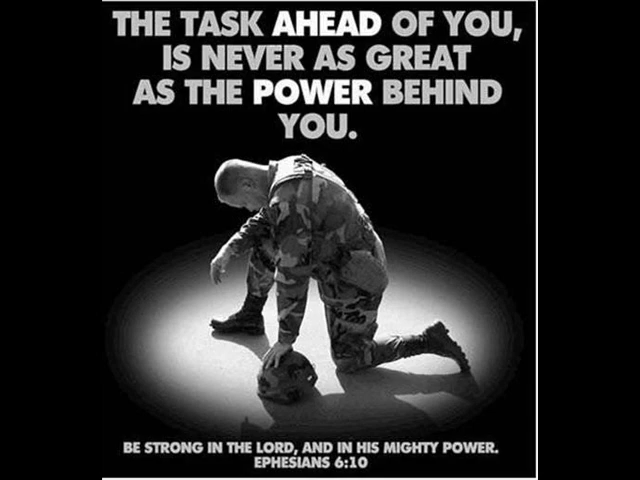 THE TASK AHEAD OF YOU,
IS NEVER AS GREAT
AS THE POWER BEHIND
YOU.
BE STRONG IN THE LORD, AND IN HIS MIGHTY POWER.
EPHESIANS 6:10